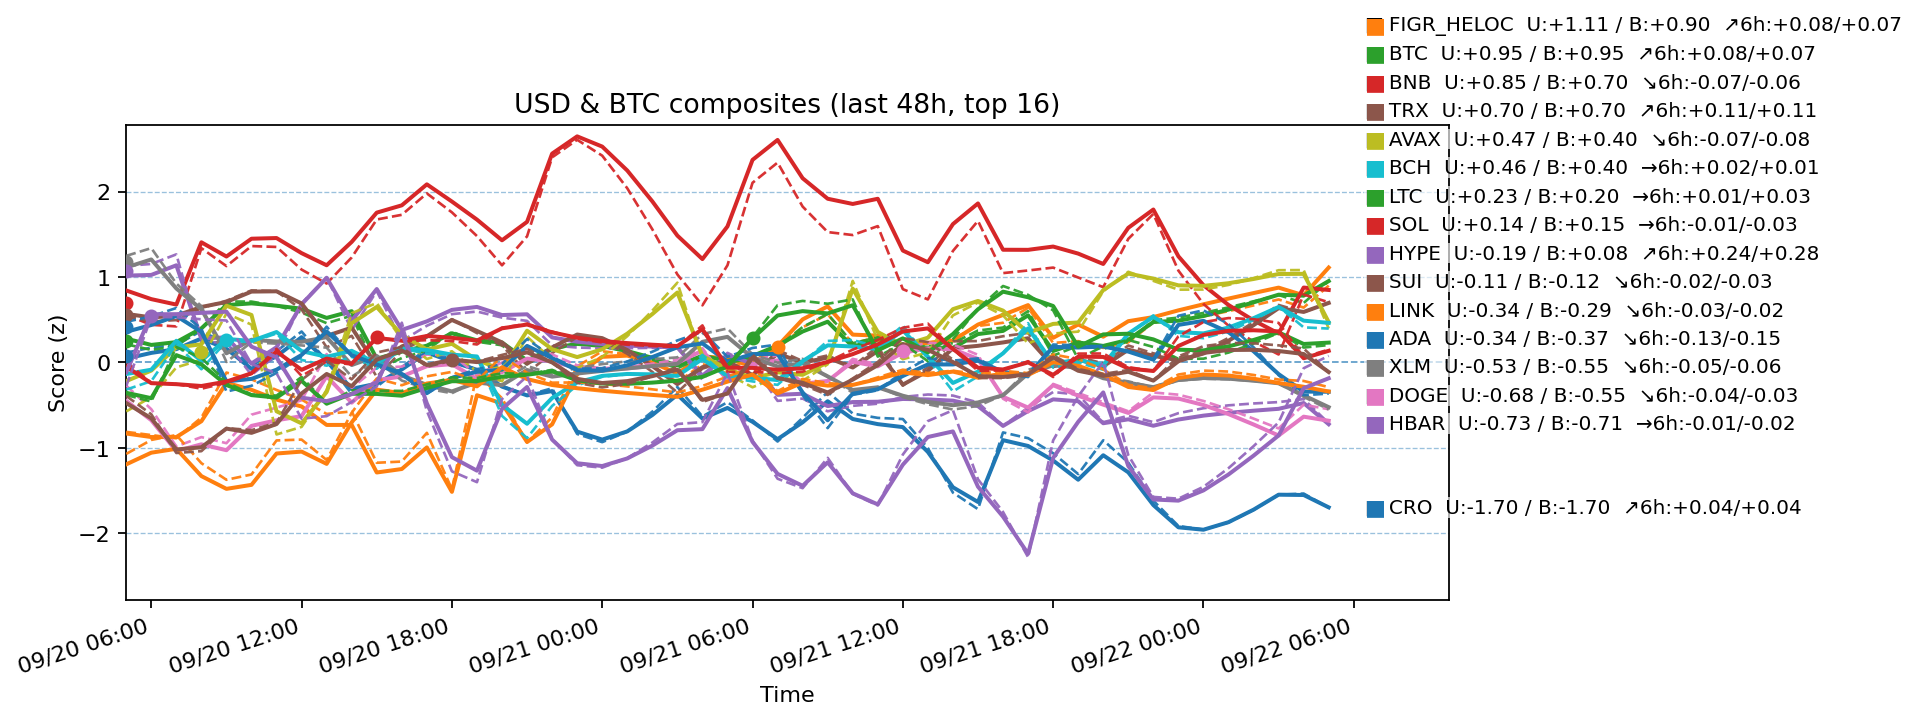 FIGR_HELOC U:+1.11 / B:+0.90 ↗6h:+0.08/+0.07
BTC U:+0.95 / B:+0.95 ↗6h:+0.08/+0.07
BNB U:+0.85 / B:+0.70 ↘6h:-0.07/-0.06
USD & BTC composites (last 48h, top 16)
TRX U:+0.70 / B:+0.70 ↗6h:+0.11/+0.11
AVAX U:+0.47 / B:+0.40 ↘6h:-0.07/-0.08
BCH U:+0.46 / B:+0.40 →6h:+0.02/+0.01
LTC U:+0.23 / B:+0.20 →6h:+0.01/+0.03
SOL U:+0.14 / B:+0.15 →6h:-0.01/-0.03
HYPE U:-0.19 / B:+0.08 ↗6h:+0.24/+0.28
SUI U:-0.11 / B:-0.12 ↘6h:-0.02/-0.03
LINK U:-0.34 / B:-0.29 ↘6h:-0.03/-0.02
ADA U:-0.34 / B:-0.37 ↘6h:-0.13/-0.15
XLM U:-0.53 / B:-0.55 ↘6h:-0.05/-0.06
DOGE U:-0.68 / B:-0.55 ↘6h:-0.04/-0.03
HBAR U:-0.73 / B:-0.71 →6h:-0.01/-0.02
CRO U:-1.70 / B:-1.70 ↗6h:+0.04/+0.04
Score (z)
2
1
0
−1
−2
09/20 06:00
09/20 12:00
09/20 18:00
09/21 00:00
09/21 06:00
09/21 12:00
09/21 18:00
09/22 00:00
09/22 06:00
Time